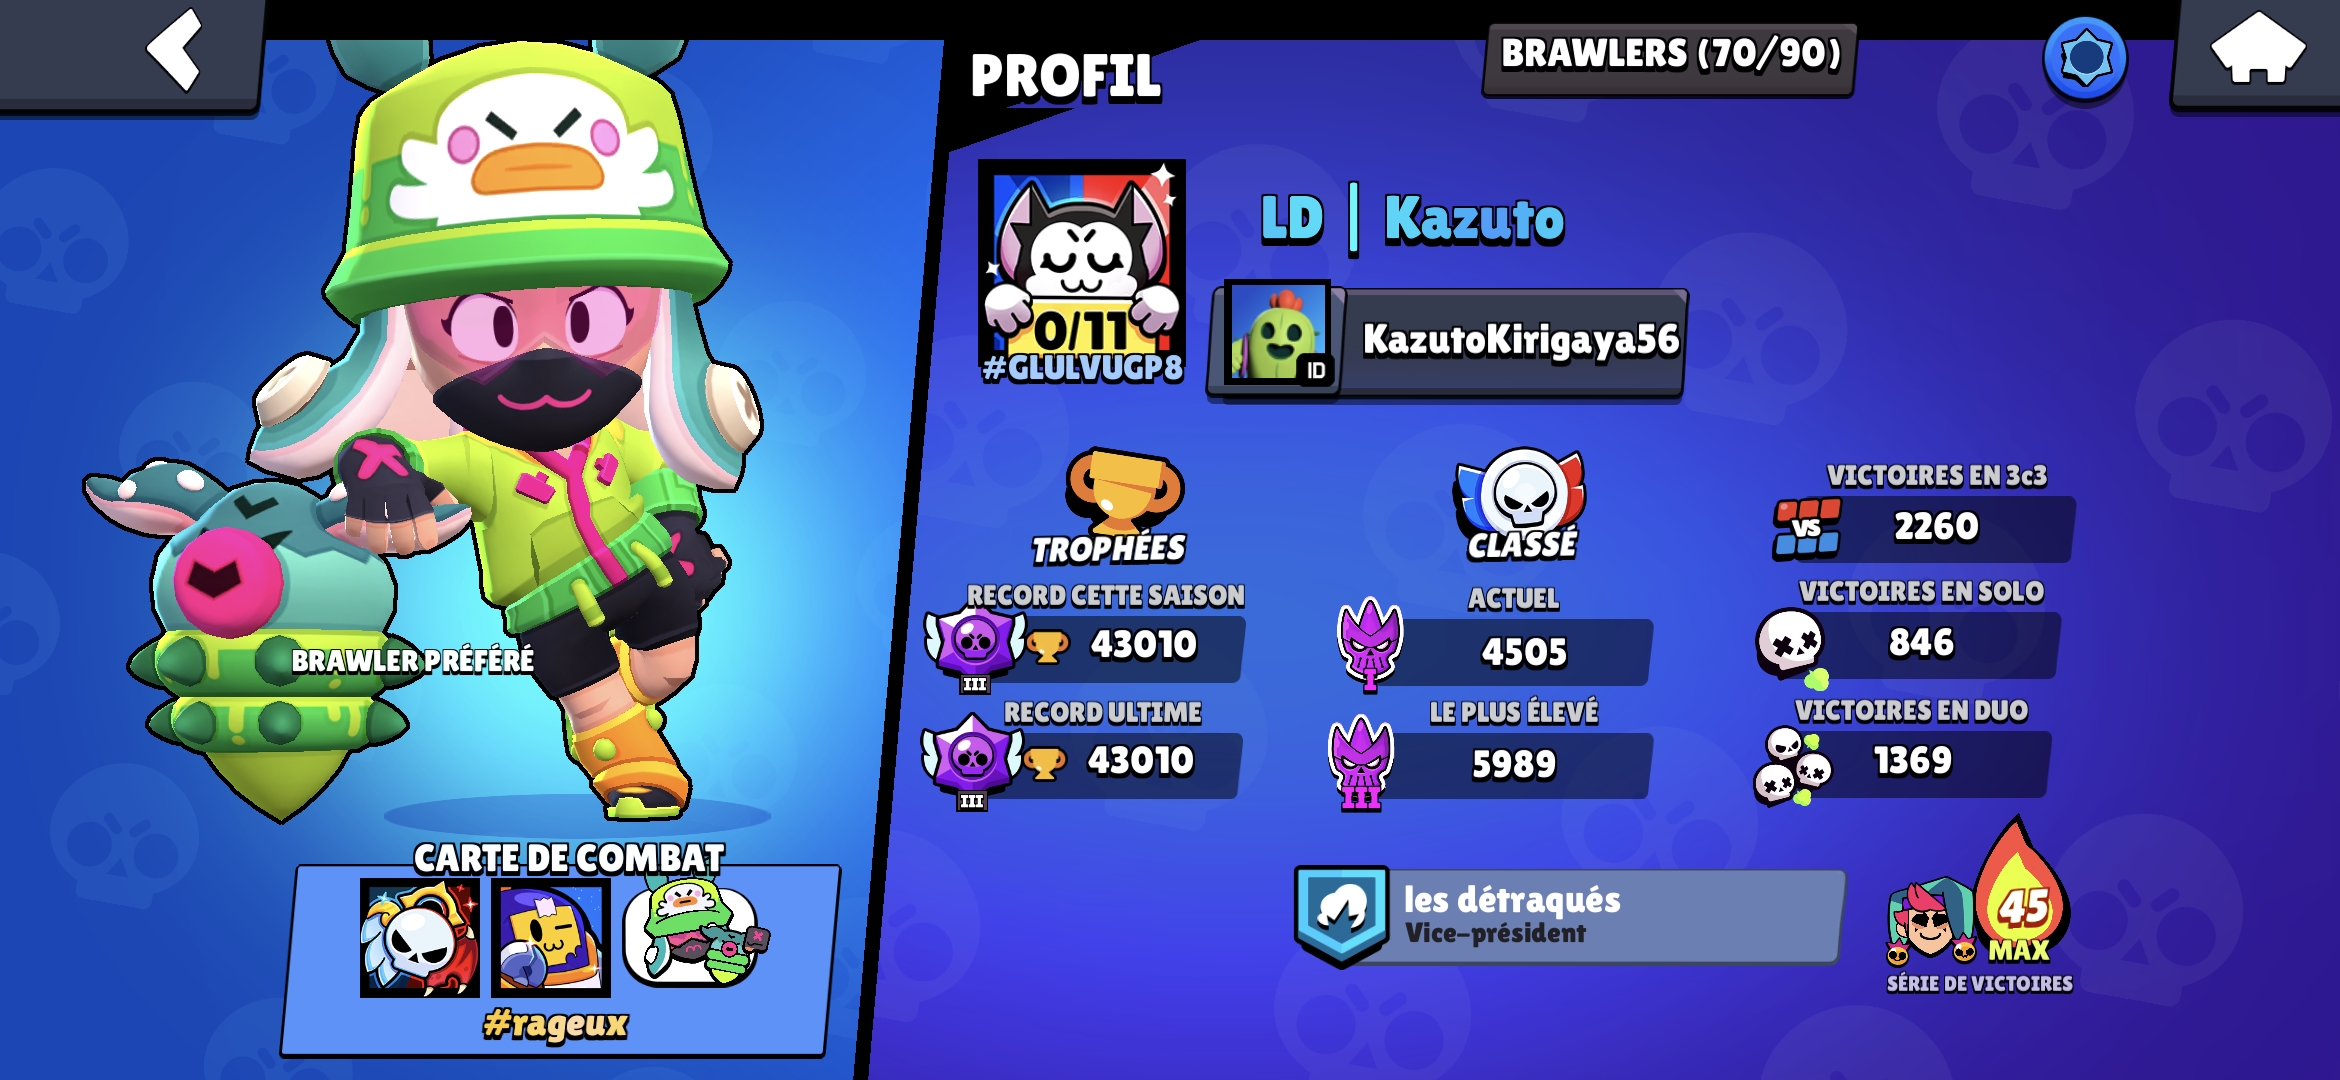 PROFIL
BRAWLERS (70/90)
0/11
#GLULVUGP8
LD | Kazuto
ID
KazutoKirigaya56
TROPHÉES
RECORD CETTE SAISON
III
43010
RECORD ULTIME
III
43010
CLASSÉ
ACTUEL
I
4505
LE PLUS ÉLEVÉ
III
5989
VICTOIRES EN 3c3
VS
2260
VICTOIRES EN SOLO
846
VICTOIRES EN DUO
1369
les détraqués
Vice-président
45
MAX
SÉRIE DE VICTOIRES
BRAWLER PRÉFÉRÉ
CARTE DE COMBAT
#rageux